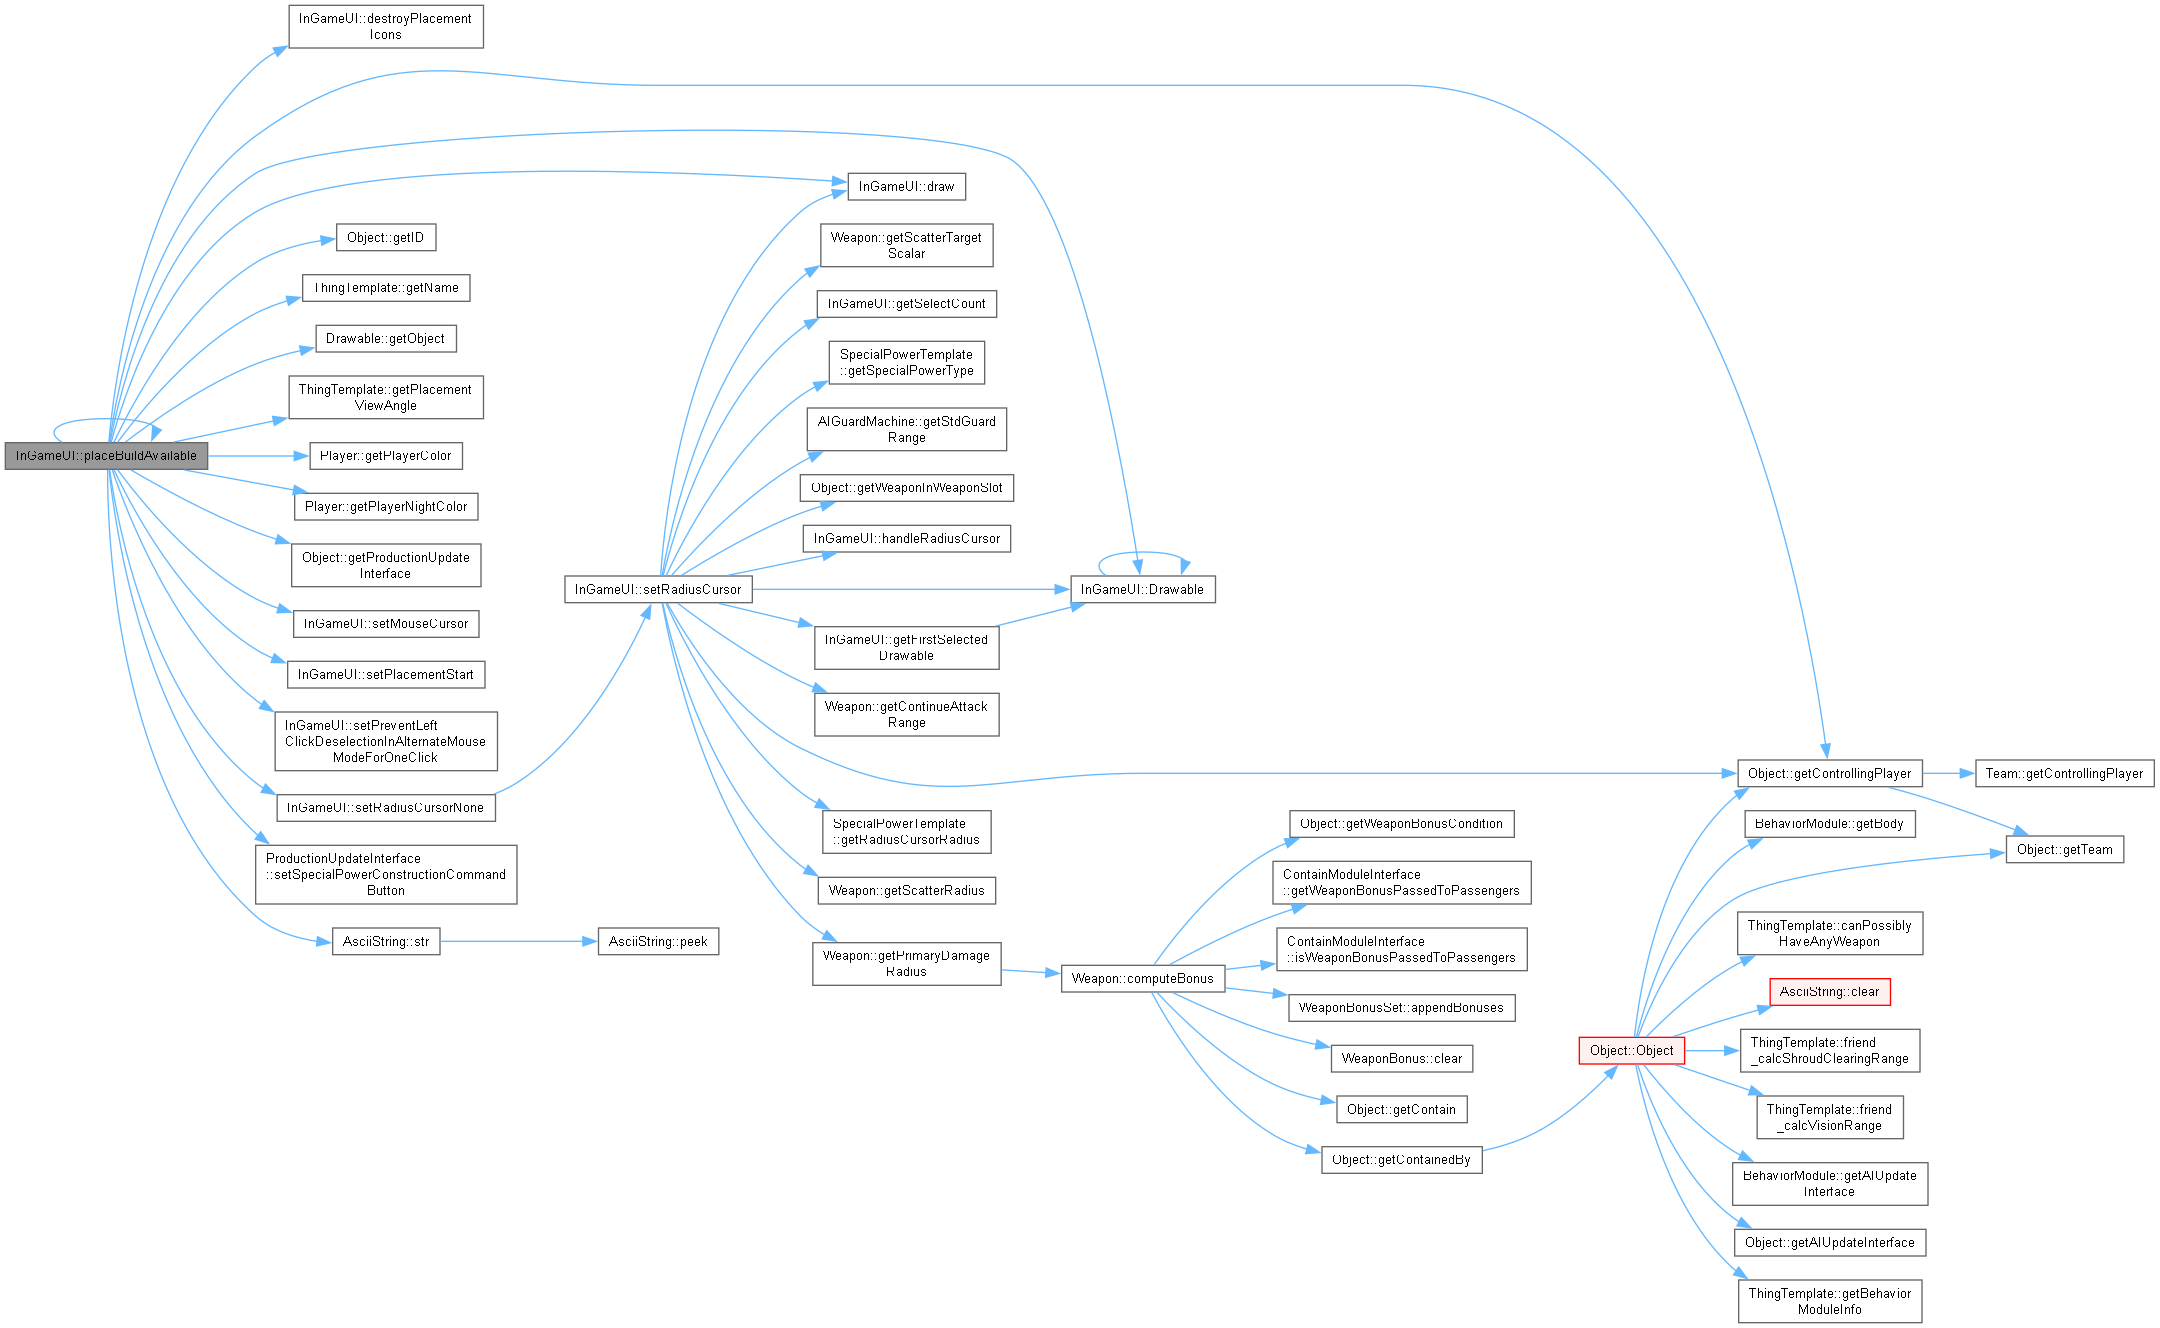 InGameUI::destroyPlacement
Icons
InGameUI::draw
Object::getID
Weapon::getScatterTarget
Scalar
ThingTemplate::getName
InGameUI::getSelectCount
Drawable::getObject
SpecialPowerTemplate
::getSpecialPowerType
ThingTemplate::getPlacement
ViewAngle
AIGuardMachine::getStdGuard
Range
InGameUI::placeBuildAvailable
Player::getPlayerColor
Object::getWeaponInWeaponSlot
Player::getPlayerNightColor
InGameUI::handleRadiusCursor
Object::getProductionUpdate
Interface
InGameUI::setRadiusCursor
InGameUI::Drawable
InGameUI::setMouseCursor
InGameUI::getFirstSelected
Drawable
InGameUI::setPlacementStart
Weapon::getContinueAttack
Range
InGameUI::setPreventLeft
ClickDeselectionInAlternateMouse
ModeForOneClick
Object::getControllingPlayer
Team::getControllingPlayer
InGameUI::setRadiusCursorNone
SpecialPowerTemplate
::getRadiusCursorRadius
Object::getWeaponBonusCondition
BehaviorModule::getBody
Object::getTeam
ProductionUpdateInterface
::setSpecialPowerConstructionCommand
Button
Weapon::getScatterRadius
ContainModuleInterface
::getWeaponBonusPassedToPassengers
AsciiString::str
AsciiString::peek
Weapon::getPrimaryDamage
Radius
ContainModuleInterface
::isWeaponBonusPassedToPassengers
ThingTemplate::canPossibly
HaveAnyWeapon
Weapon::computeBonus
AsciiString::clear
WeaponBonusSet::appendBonuses
Object::Object
ThingTemplate::friend
_calcShroudClearingRange
WeaponBonus::clear
Object::getContain
ThingTemplate::friend
_calcVisionRange
Object::getContainedBy
BehaviorModule::getAIUpdate
Interface
Object::getAIUpdateInterface
ThingTemplate::getBehavior
ModuleInfo